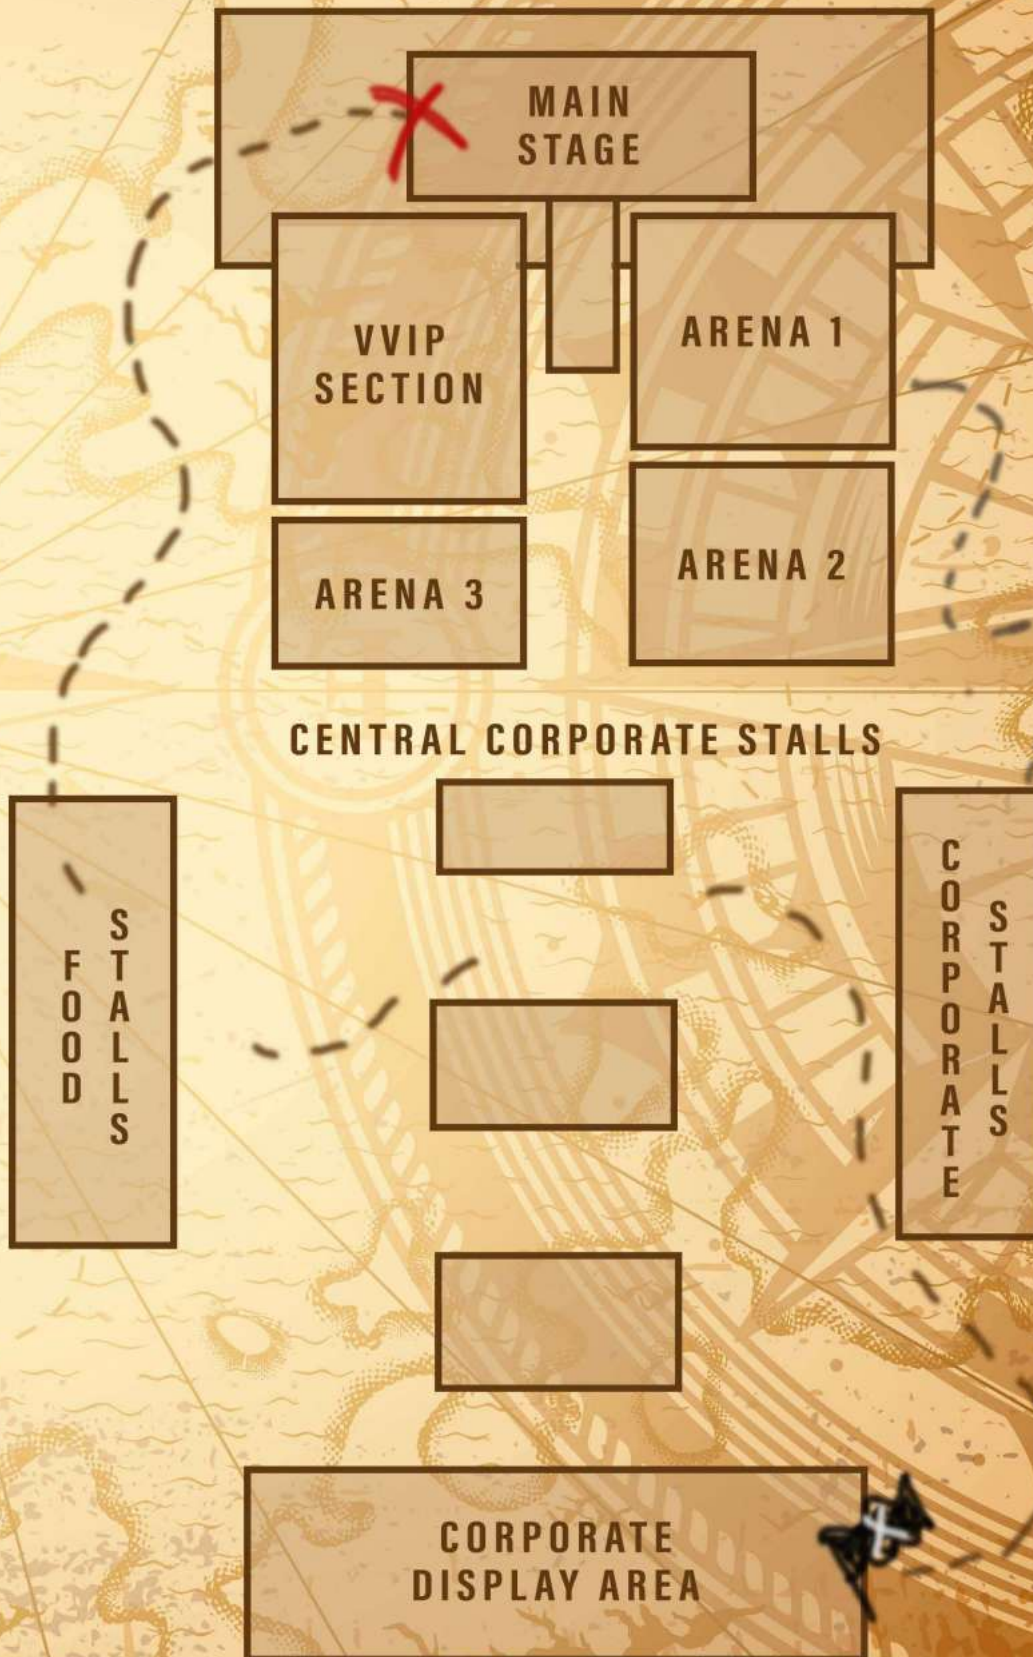 MAIN
STAGE
VVIP
SECTION
ARENA 1
ARENA 3
ARENA 2
CENTRAL CORPORATE STALLS
FOOD
STALLS
CORPORATE
STALLS
CORPORATE
DISPLAY AREA